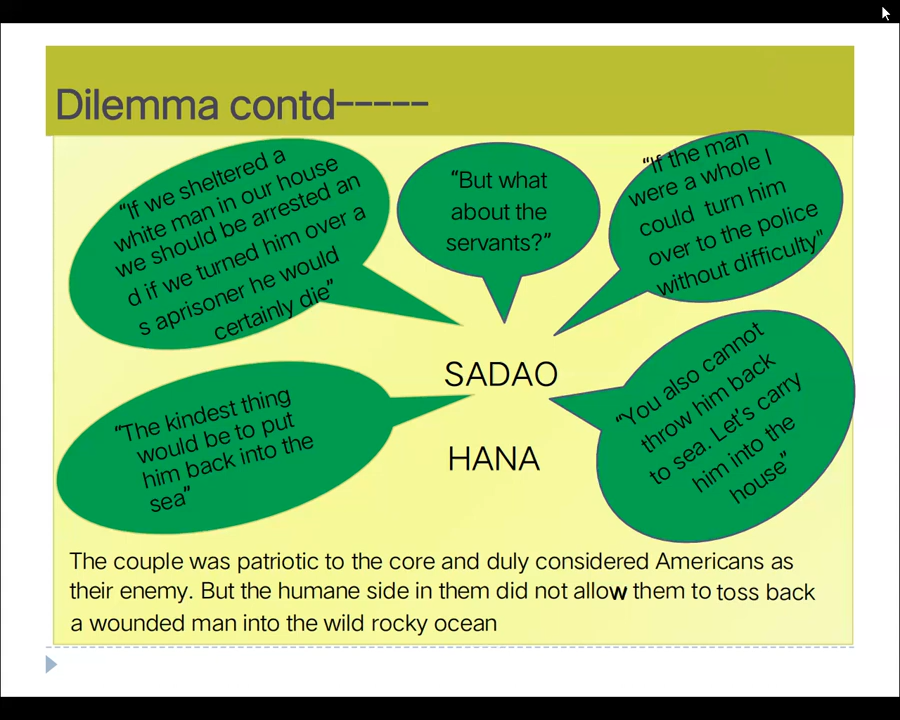 Dilemma contd-----
“If we sheltered a
white man in our house
we should be arrested an
d if we turned him over a
s aprisoner he would
certainly die”
“But what
about the
servants?”
“If the man
were a whole I
could turn him
over to the police
without difficulty”
SADAO
“The kindest thing
would be to put
him back into the
sea”
HANA
“You also cannot
throw him back
to sea. Let’s carry
him into the
house”
The couple was patriotic to the core and duly considered Americans as
their enemy. But the humane side in them did not allow them to toss back
a wounded man into the wild rocky ocean